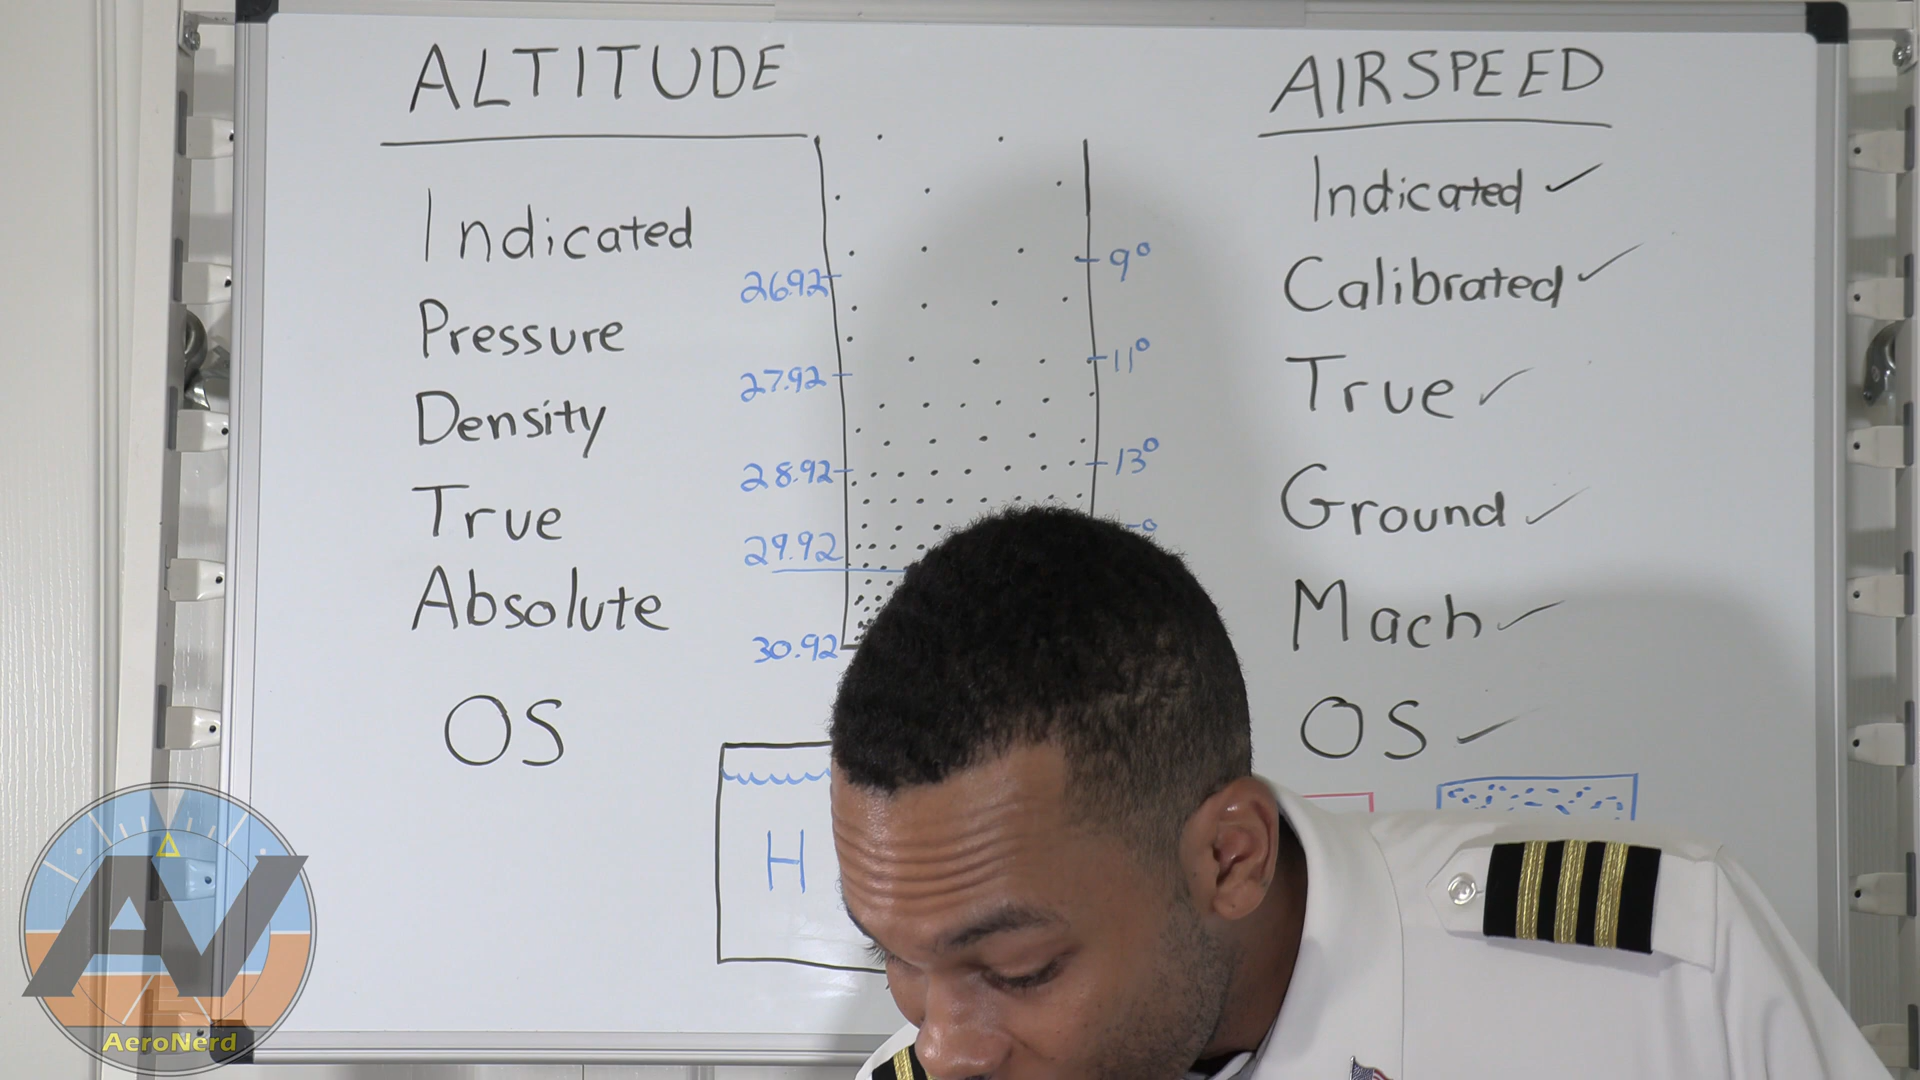 ALTITUDE
Indicated
Pressure
Density
True
Absolute
OS
26.92
27.92
28.92
29.92
30.92
9°
11°
13°
H
AIRSPEED
Indicated ✓
Calibrated ✓
True ✓
Ground ✓
Mach ✓
OS ✓
AV
AeroNerd